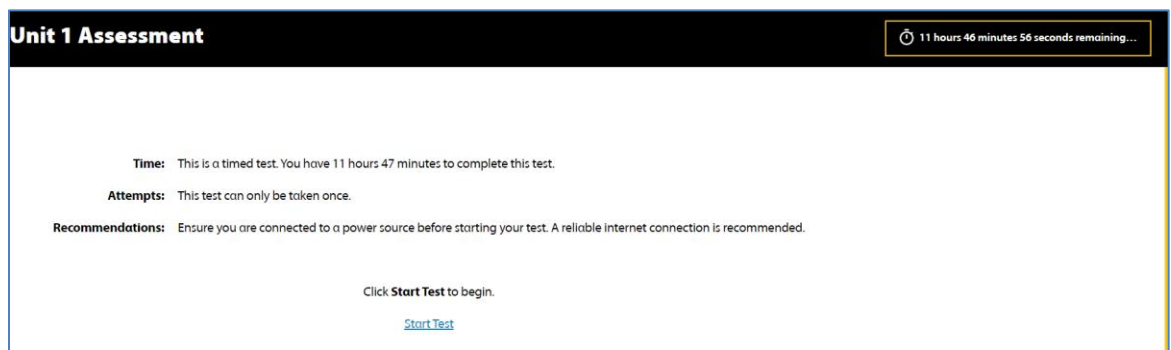 Unit 1 Assessment
11 hours 46 minutes 56 seconds remaining...
Time: This is a timed test. You have 11 hours 47 minutes to complete this test.
Attempts: This test can only be taken once.
Recommendations: Ensure you are connected to a power source before starting your test. A reliable internet connection is recommended.
Click Start Test to begin.
Start Test